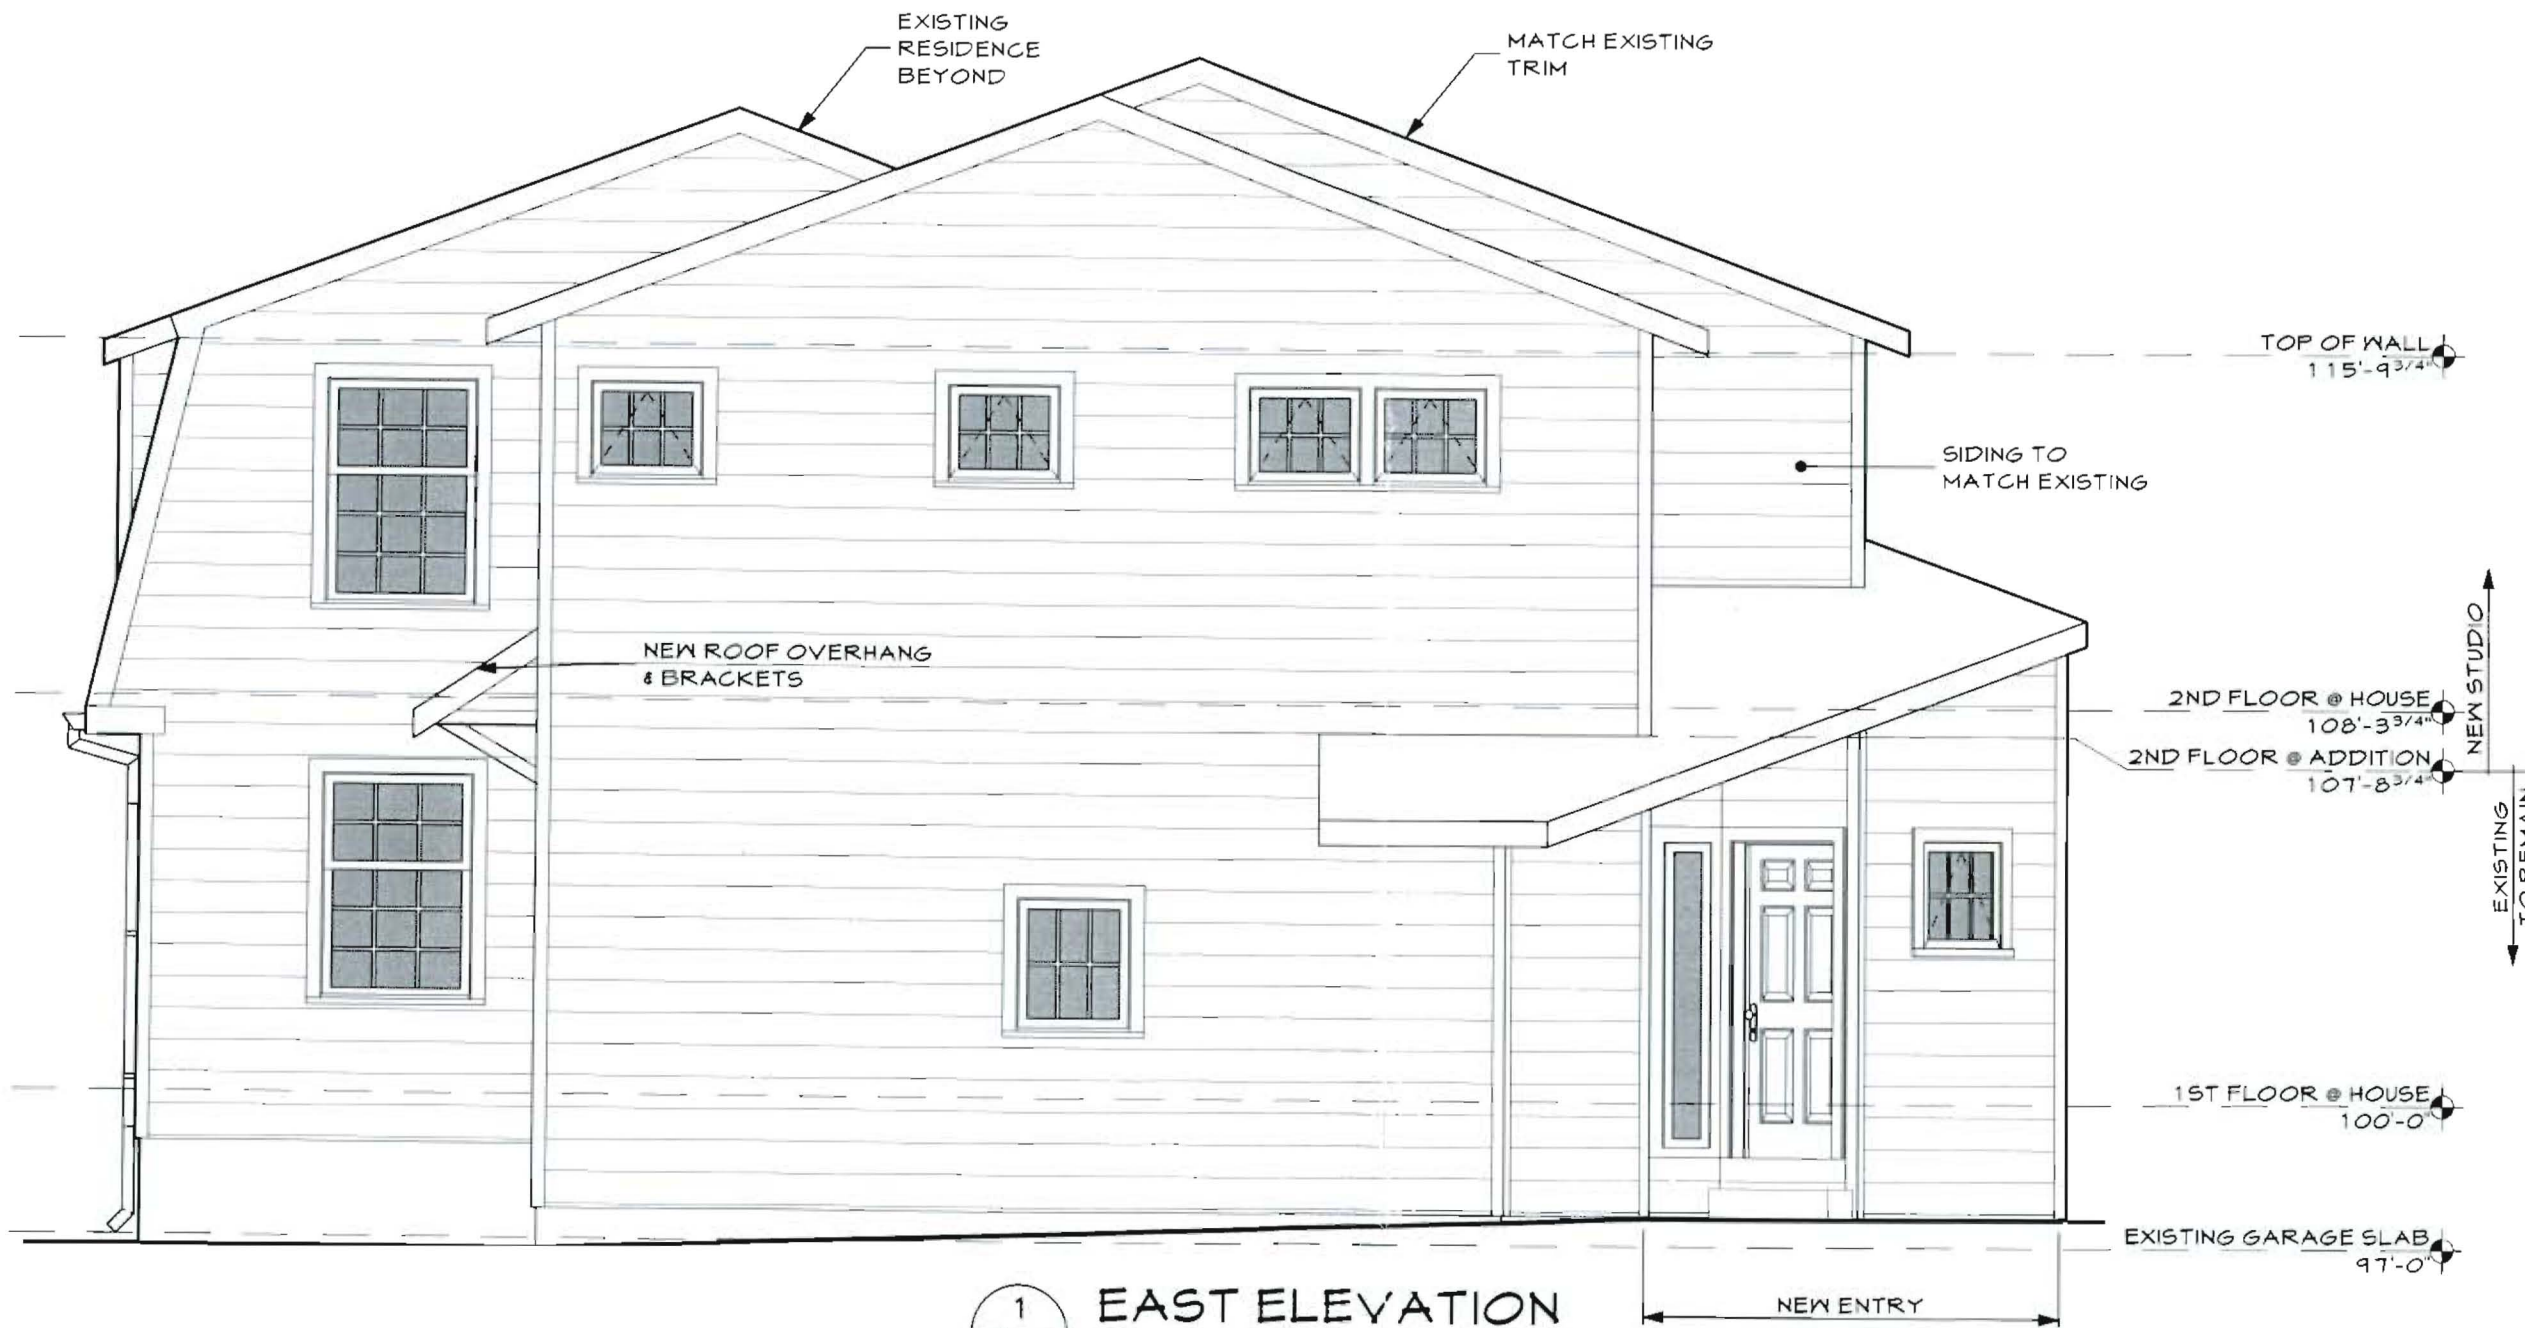 EXISTING
RESIDENCE
BEYOND
MATCH EXISTING
TRIM
TOP OF WALL
115'-9 3/4"
SIDING TO
MATCH EXISTING
NEW ROOF OVERHANG
& BRACKETS
NEW STUDIO
2ND FLOOR @ HOUSE
108'-3 3/4"
2ND FLOOR @ ADDITION
107'-8 3/4"
EXISTING
TO REMAIN
1ST FLOOR @ HOUSE
100'-0"
EXISTING GARAGE SLAB
97'-0"
1
EAST ELEVATION
NEW ENTRY